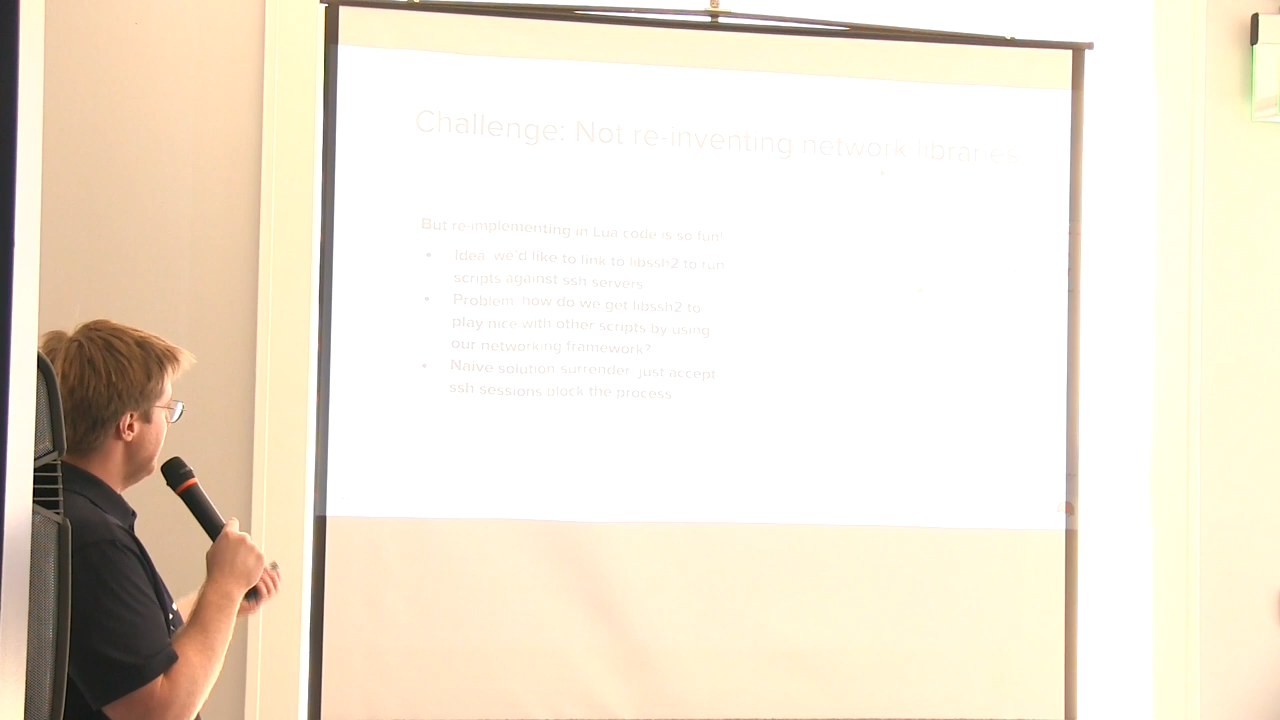 Challenge: Not re-inventing network libraries
But re-implementing in Lua code is so fun!
• Idea: we'd like to link to libssh2 to run
scripts against ssh servers
• Problem: how do we get libssh2 to
play nice with other scripts by using
our networking framework?
• Naive solution: surrender, just accept
ssh sessions block the process